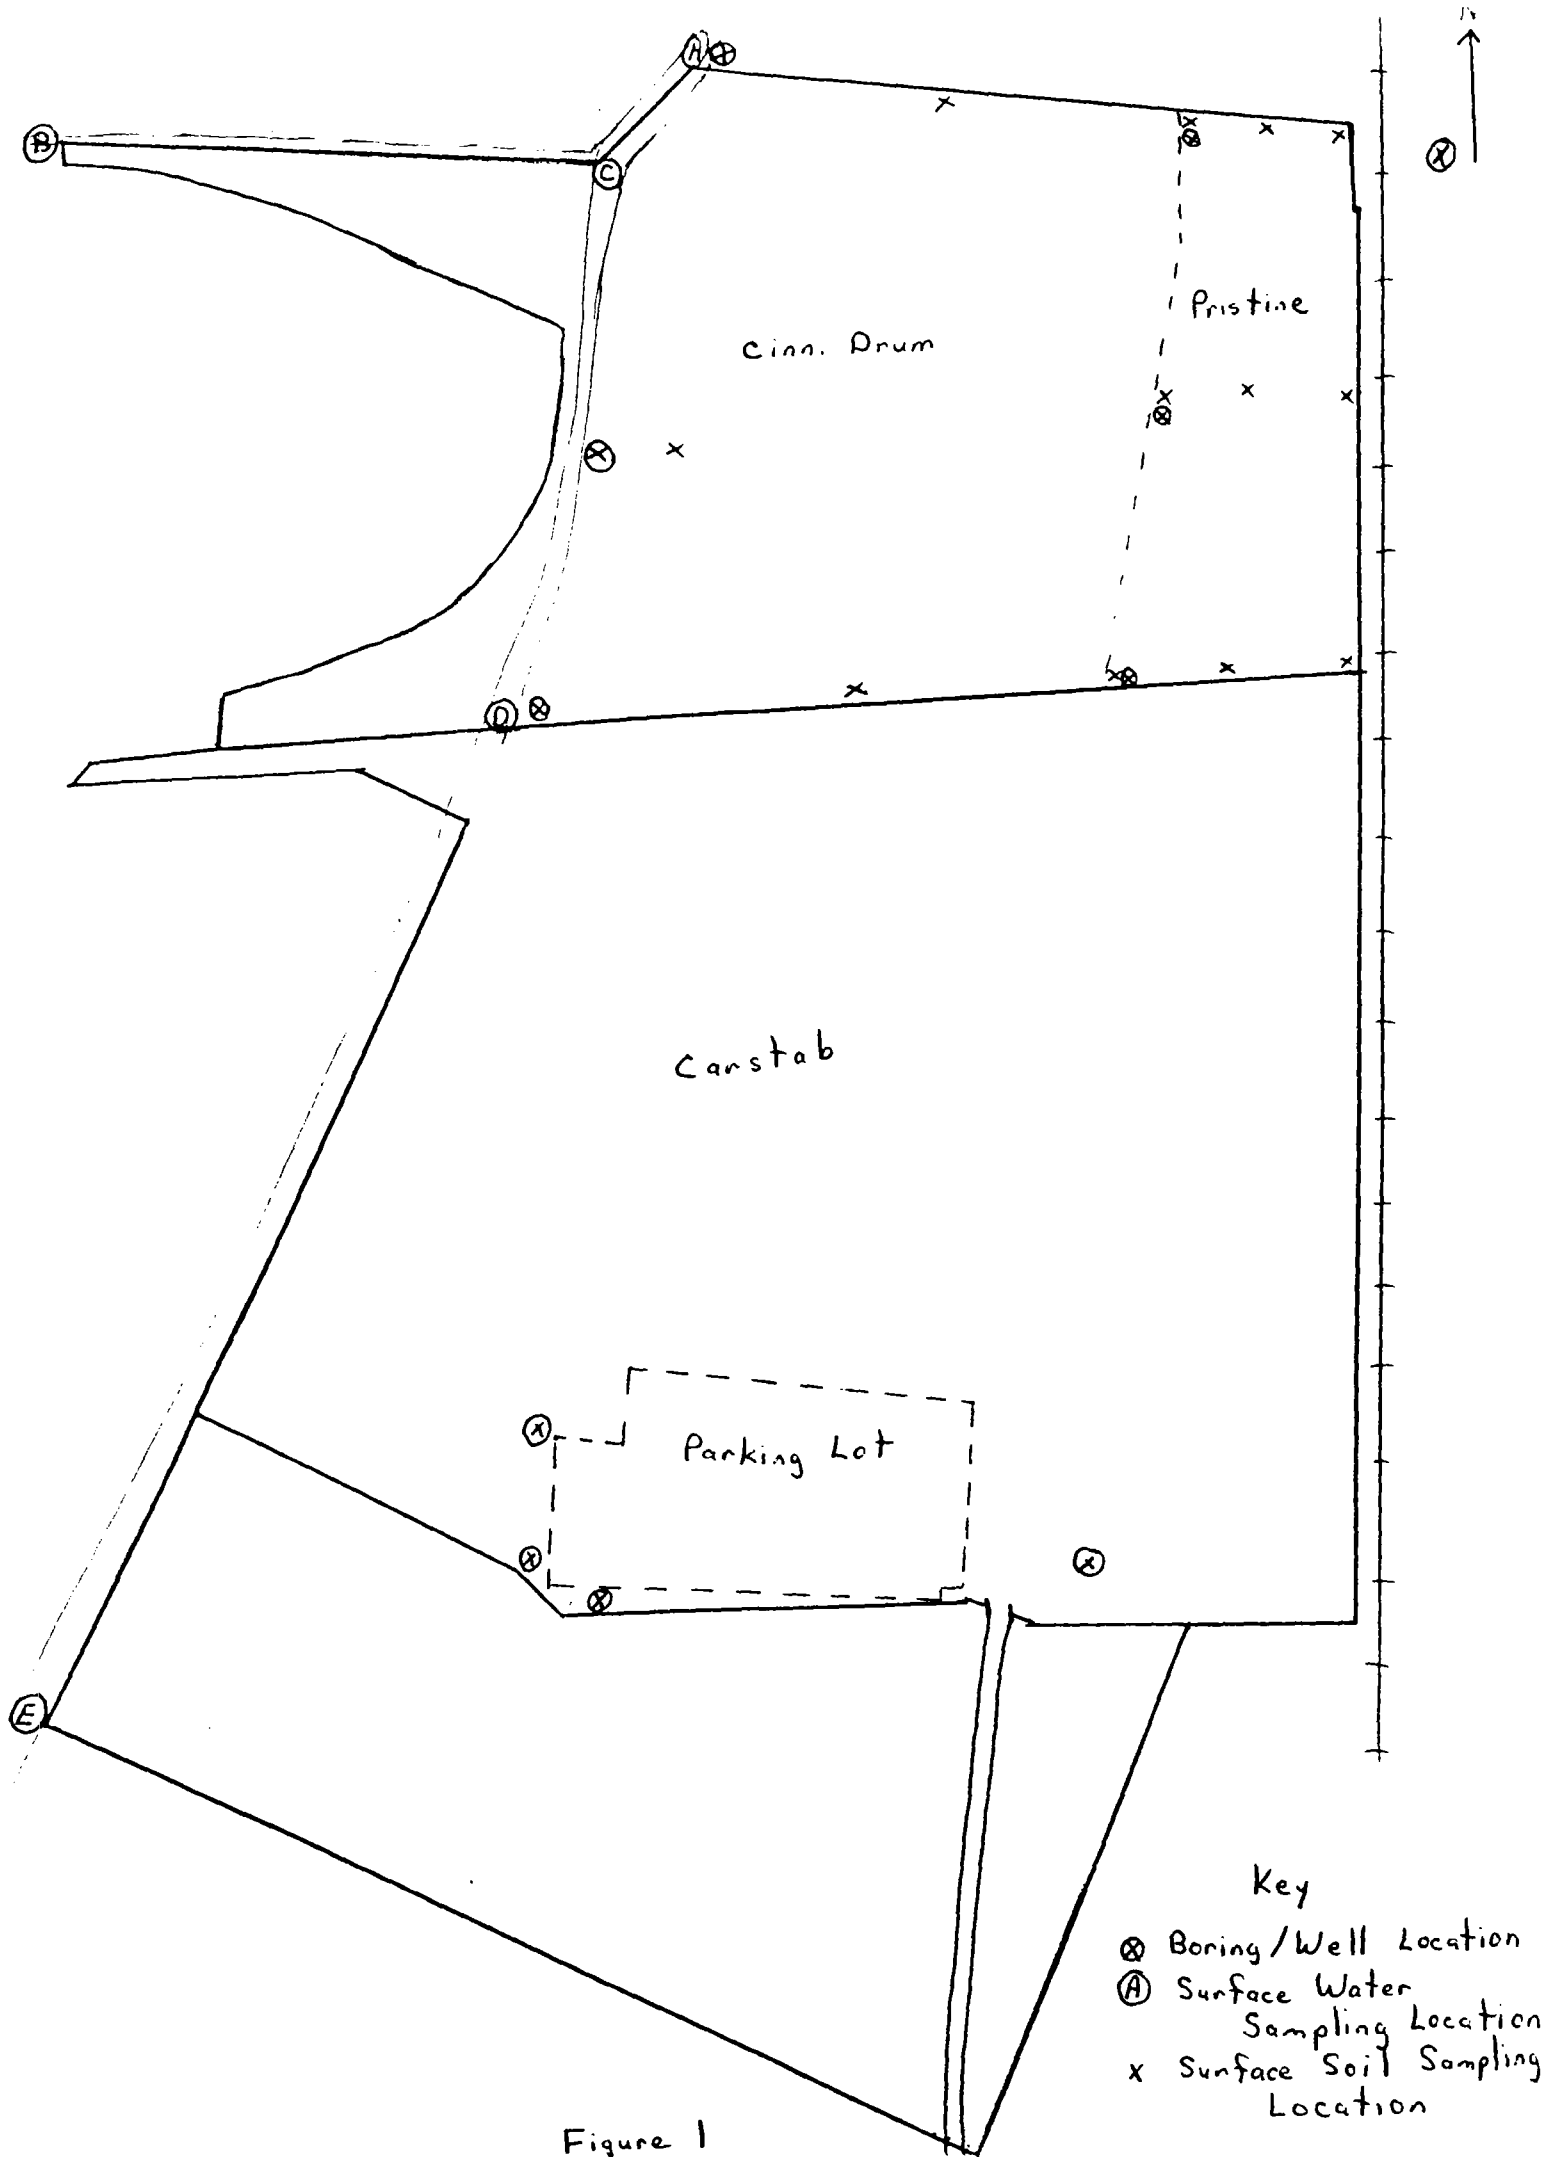 A
B
C
Pristine
Cinn. Drum
D
Carstab
Parking Lot
E
Key
Boring/Well Location
A Surface Water
Sampling Location
x Surface Soil Sampling
Location
Figure 1